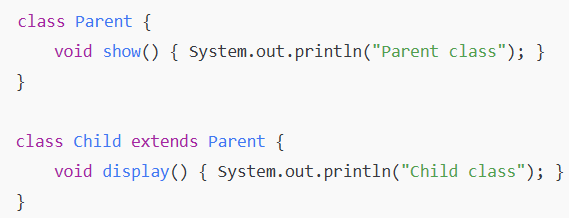 class Parent {
    void show() { System.out.println("Parent class"); }
}

class Child extends Parent {
    void display() { System.out.println("Child class"); }
}